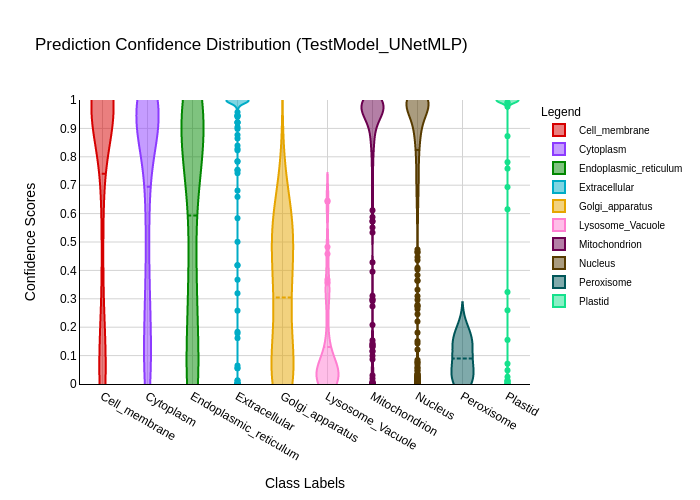 Prediction Confidence Distribution (TestModel_UNetMLP)
Confidence Scores
1
0.9
0.8
0.7
0.6
0.5
0.4
0.3
0.2
0.1
0
Cell_membrane
Cytoplasm
Endoplasmic_reticulum
Extracellular
Golgi_apparatus
Lysosome_Vacuole
Mitochondrion
Nucleus
Peroxisome
Plastid
Class Labels
Legend
Cell_membrane
Cytoplasm
Endoplasmic_reticulum
Extracellular
Golgi_apparatus
Lysosome_Vacuole
Mitochondrion
Nucleus
Peroxisome
Plastid